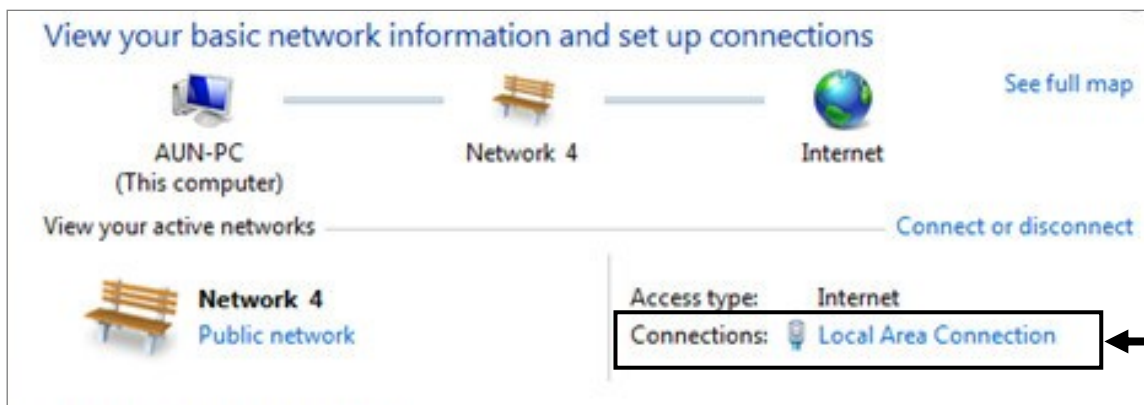 View your basic network information and set up connections
See full map
AUN-PC
(This computer)
Network 4
Internet
View your active networks
Connect or disconnect
Network 4
Public network
Access type: Internet
Connections: Local Area Connection